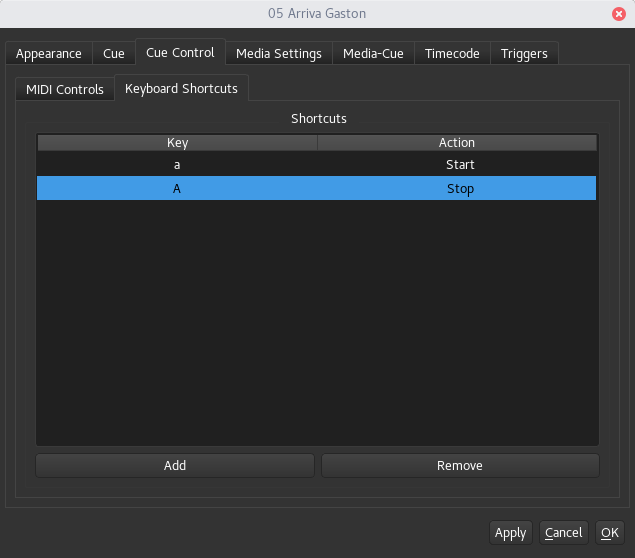 05 Arriva Gaston
Appearance Cue Cue Control Media Settings Media-Cue Timecode Triggers
MIDI Controls Keyboard Shortcuts
Shortcuts
Key Action
a Start
A Stop
Add Remove
Apply Cancel OK